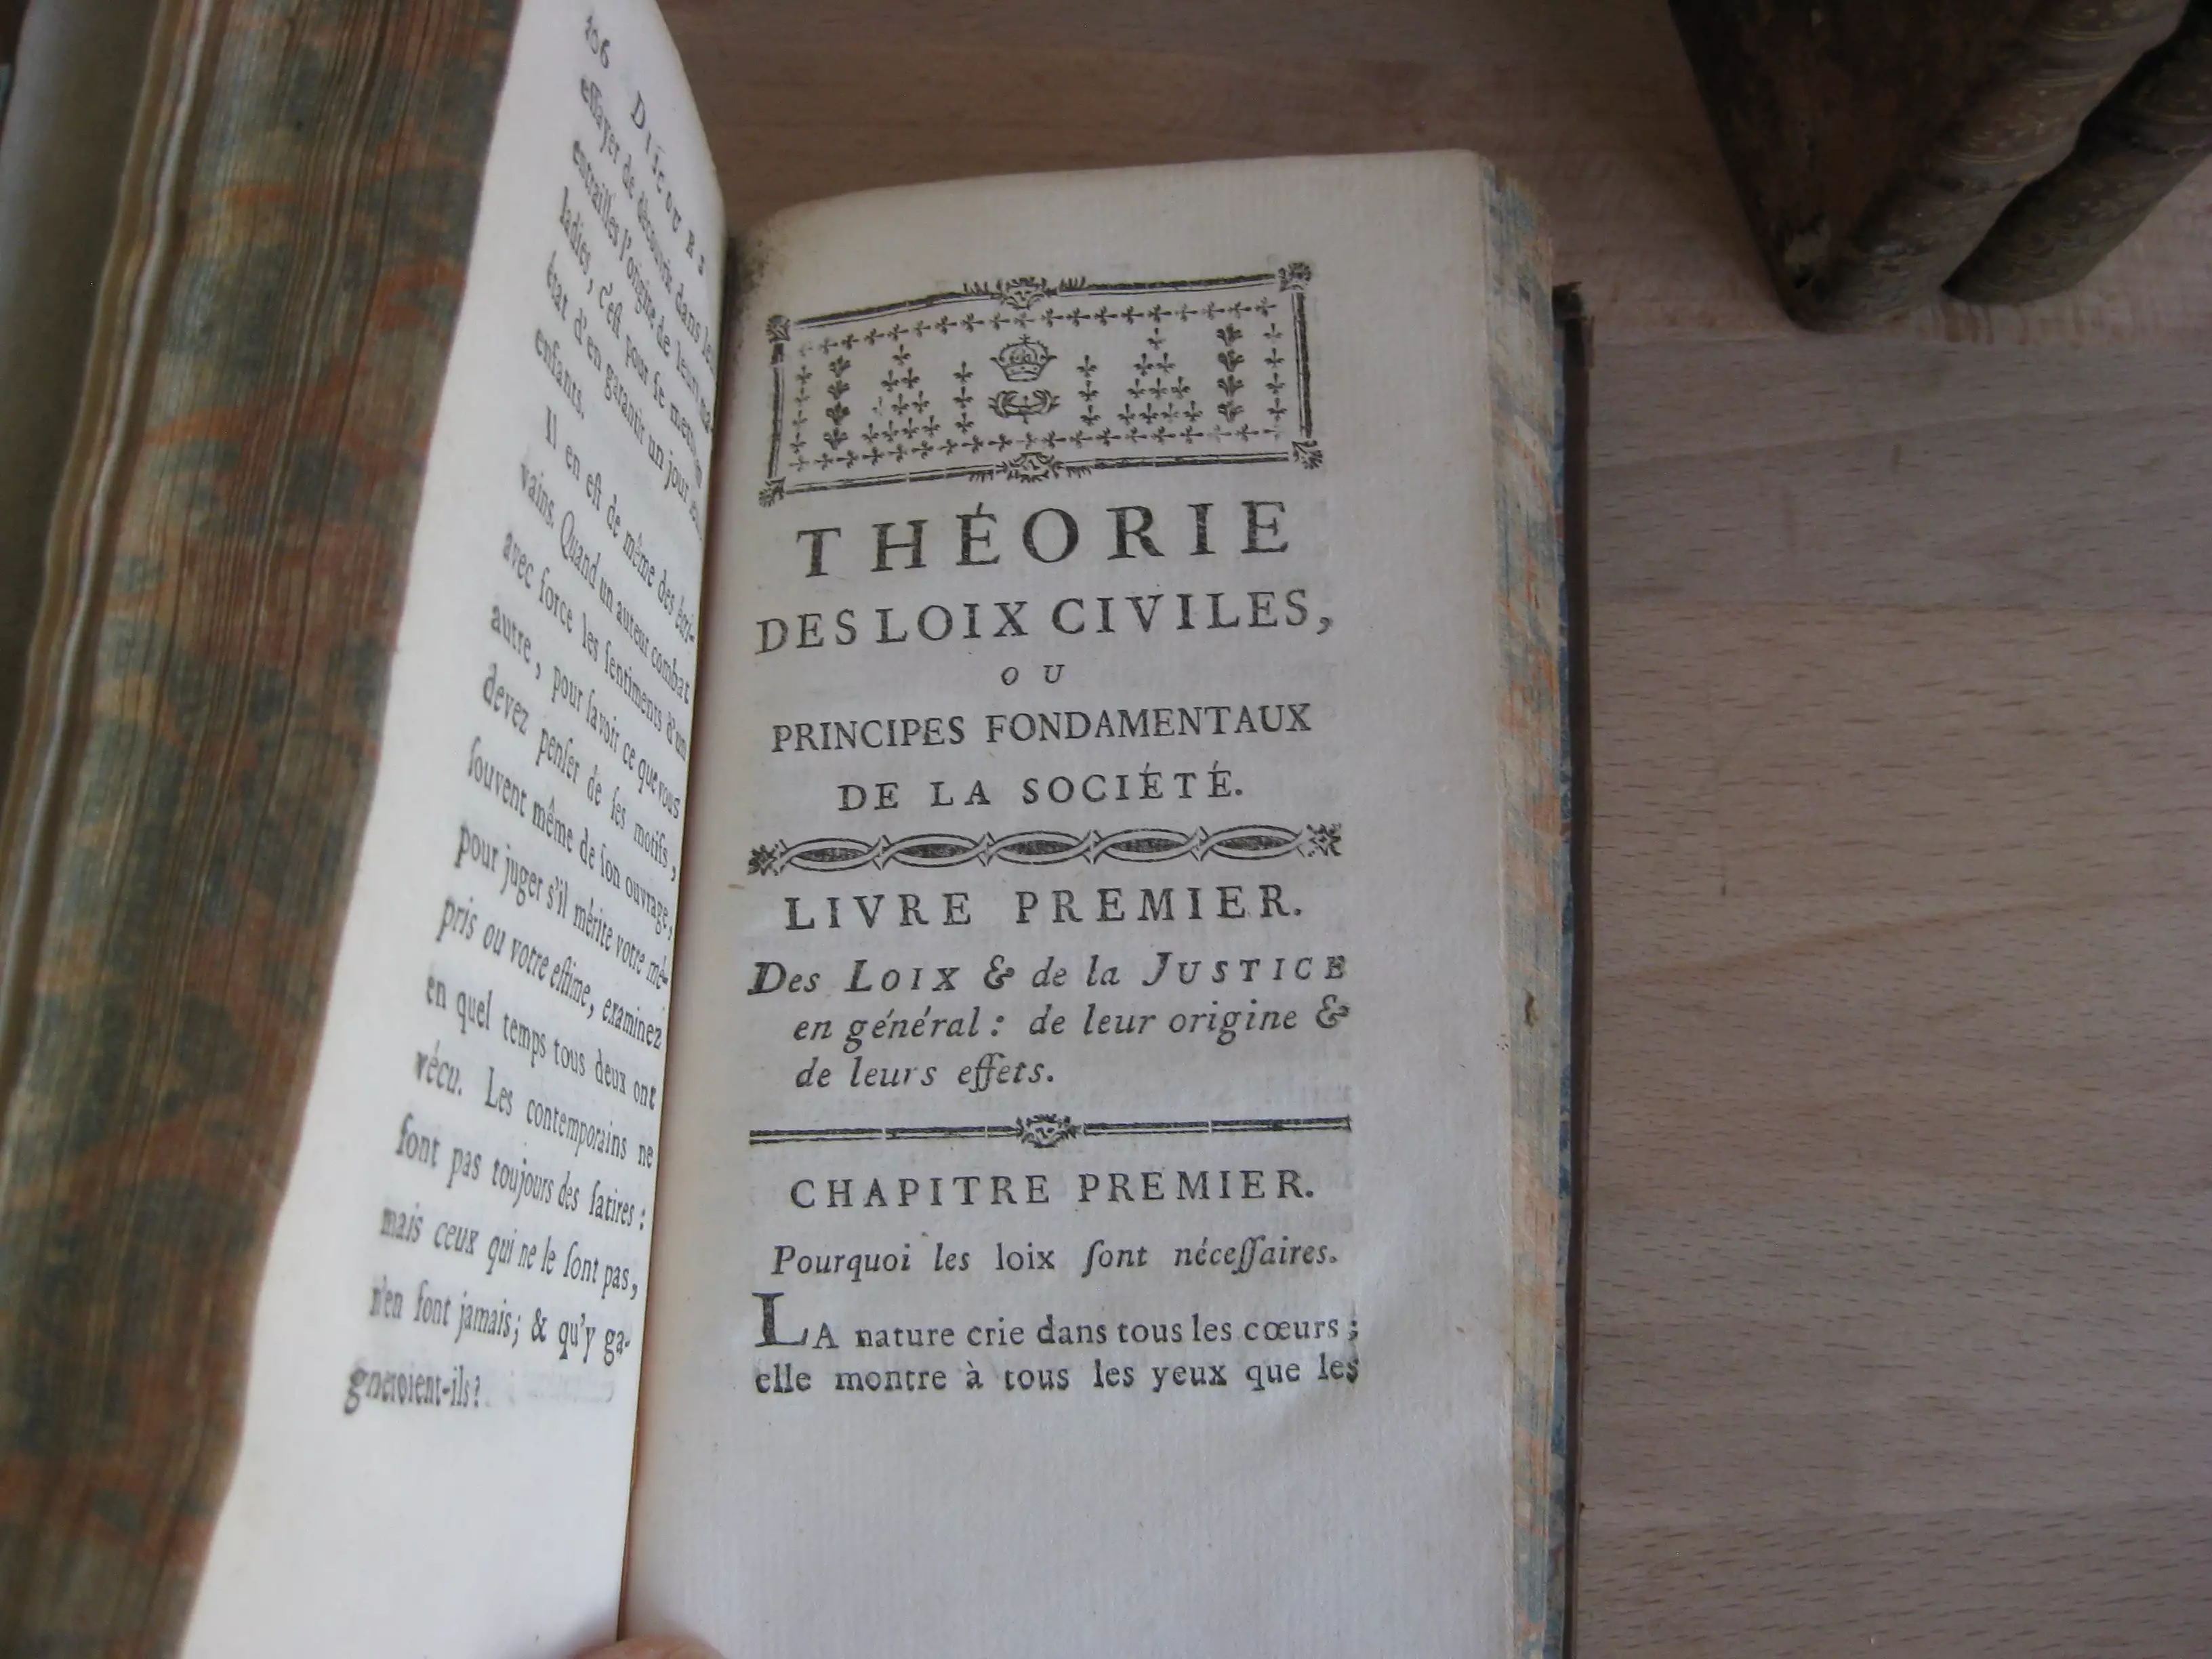 106 DISCOURS
eſſayer de découvrir dans
entrailles l'origine de leurs ma-
ladies, c'eſt pour ſe mettre en
état d'en garantir un jour
enfants.
Il en eſt de même des écri-
vains. Quand un auteur combat
avec force les ſentiments d'un
autre, pour ſavoir ce que vous
devez penſer de ſes motifs,
ſouvent même de ſon ouvrage,
pour juger s'il mérite votre mé-
pris ou votre eſtime, examinez
en quel temps tous deux ont
vécu. Les contemporains ne
ſont pas toujours des ſatires :
mais ceux qui ne le ſont pas,
n'en font jamais; & qu'y ga-
gneroient-ils?
THÉORIE
DES LOIX CIVILES,
OU
PRINCIPES FONDAMENTAUX
DE LA SOCIÉTÉ.
LIVRE PREMIER.
Des LOIX & de la JUSTICE
en général : de leur origine &
de leurs effets.
CHAPITRE PREMIER.
Pourquoi les loix ſont néceſſaires.
LA nature crie dans tous les cœurs ;
elle montre à tous les yeux que les